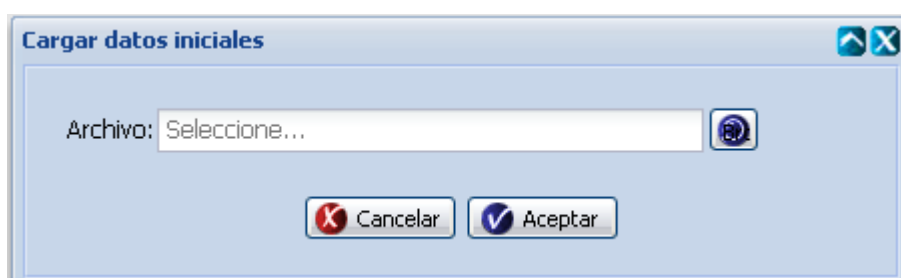 Cargar datos iniciales
Archivo: Seleccione...
Cancelar Aceptar